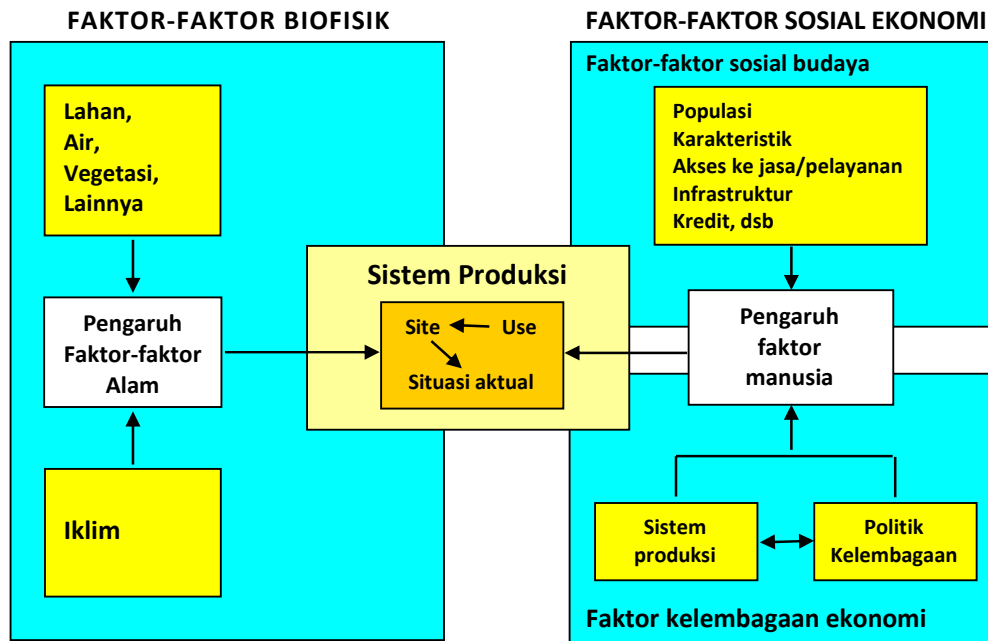 FAKTOR-FAKTOR BIOFISIK
Lahan,
Air,
Vegetasi,
Lainnya
Pengaruh
Faktor-faktor
Alam
Iklim
Sistem Produksi
Site
Use
Situasi aktual
FAKTOR-FAKTOR SOSIAL EKONOMI
Faktor-faktor sosial budaya
Populasi
Karakteristik
Akses ke jasa/pelayanan
Infrastruktur
Kredit, dsb
Pengaruh
faktor
manusia
Sistem
produksi
Politik
Kelembagaan
Faktor kelembagaan ekonomi